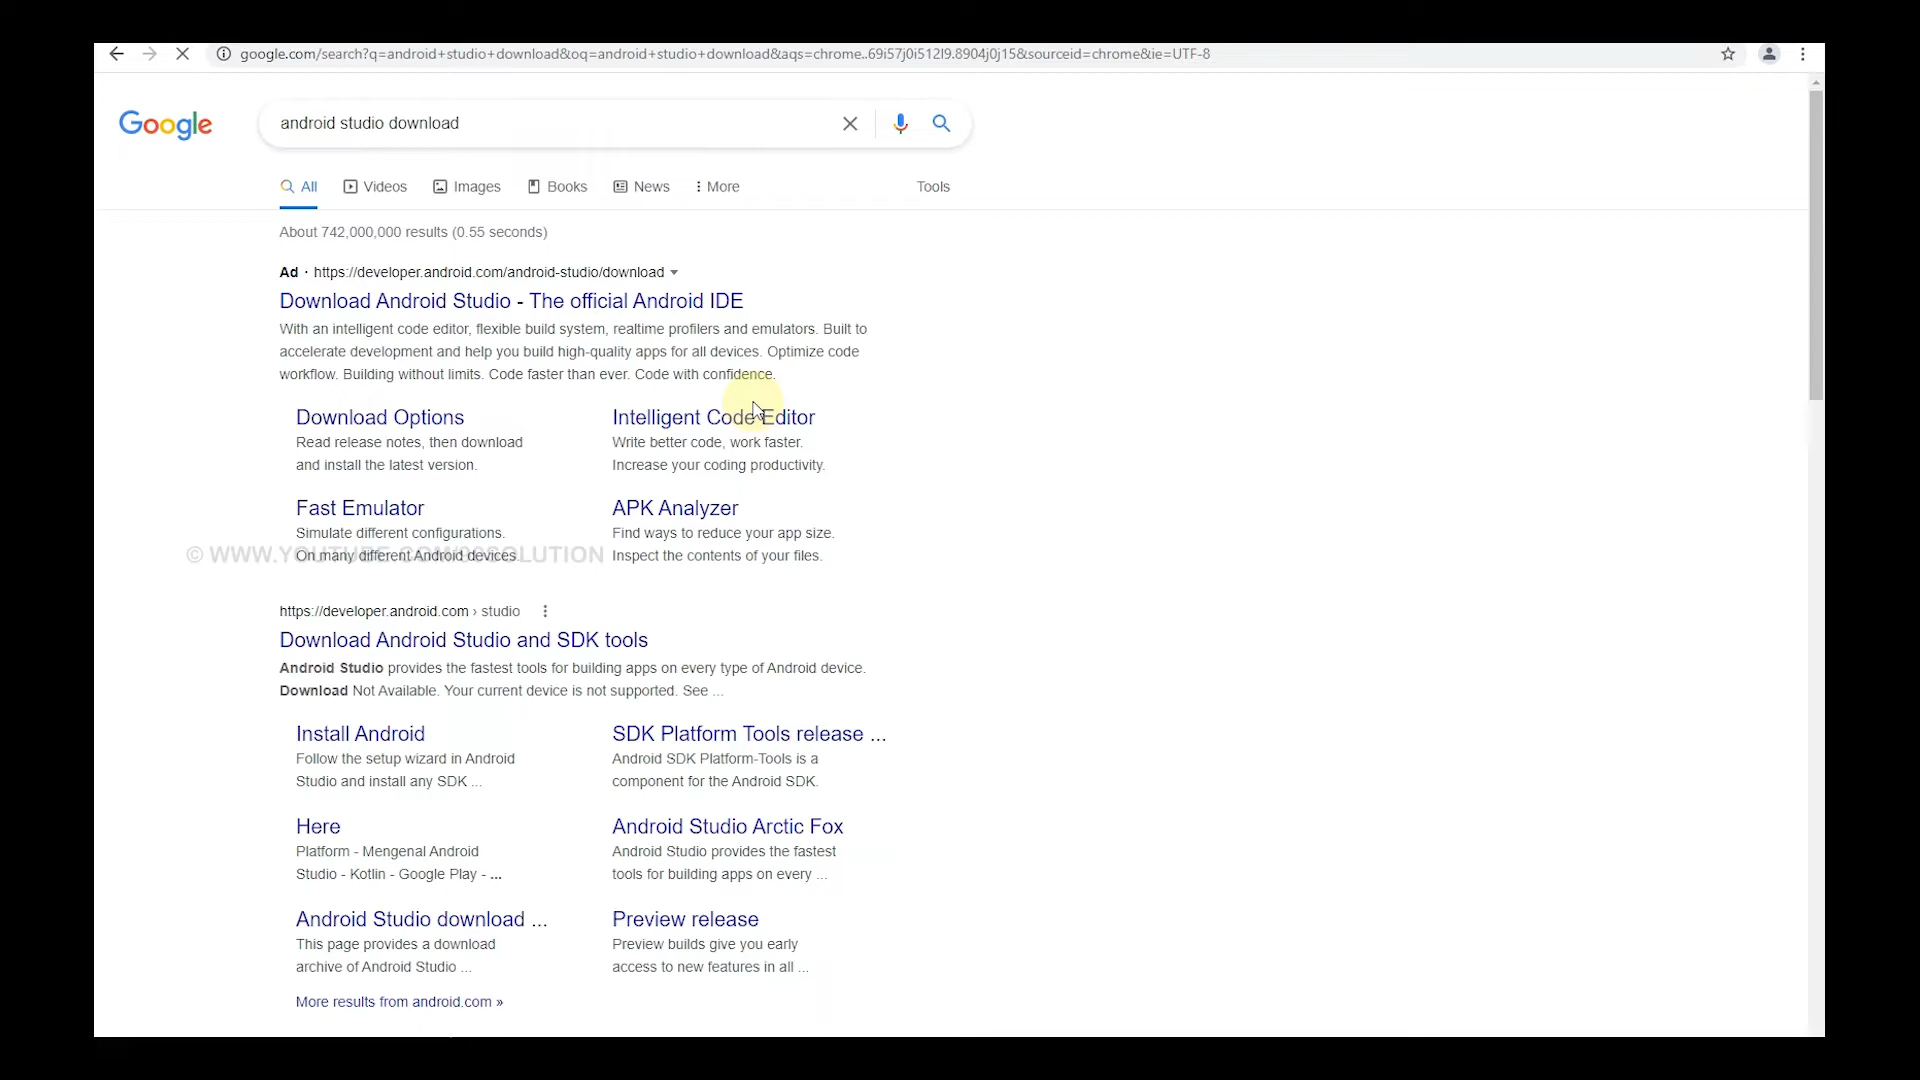 google.com/search?q=android+studio+download&oq=android+studio+download&aqs=chrome..69i57j0i512l9.8904j0j15&sourceid=chrome&ie=UTF-8
Google
android studio download
All Videos Images Books News More Tools
About 742,000,000 results (0.55 seconds)
Ad · https://developer.android.com/android-studio/download
Download Android Studio - The official Android IDE
With an intelligent code editor, flexible build system, realtime profilers and emulators. Built to
accelerate development and help you build high-quality apps for all devices. Optimize code
workflow. Building without limits. Code faster than ever. Code with confidence.
Download Options
Read release notes, then download
and install the latest version.
Intelligent Code Editor
Write better code, work faster.
Increase your coding productivity.
Fast Emulator
Simulate different configurations.
On many different Android devices.
APK Analyzer
Find ways to reduce your app size.
Inspect the contents of your files.
© WWW.YOUTUBE.COM/
https://developer.android.com › studio
Download Android Studio and SDK tools
Android Studio provides the fastest tools for building apps on every type of Android device.
Download Not Available. Your current device is not supported. See ...
Install Android
Follow the setup wizard in Android
Studio and install any SDK ...
SDK Platform Tools release ...
Android SDK Platform-Tools is a
component for the Android SDK.
Here
Platform - Mengenal Android
Studio - Kotlin - Google Play - ...
Android Studio Arctic Fox
Android Studio provides the fastest
tools for building apps on every ...
Android Studio download ...
This page provides a download
archive of Android Studio ...
Preview release
Preview builds give you early
access to new features in all ...
More results from android.com »